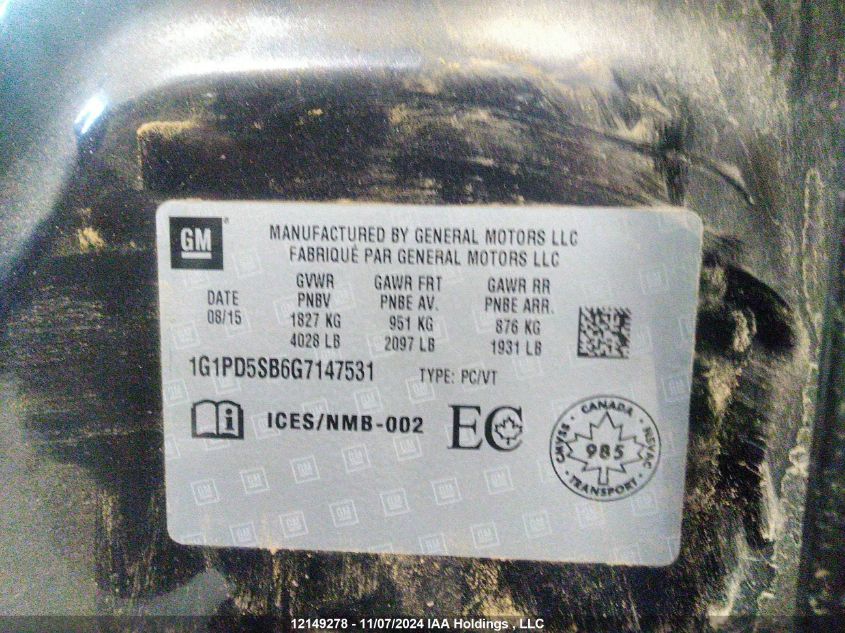 GM
MANUFACTURED BY GENERAL MOTORS LLC
FABRIQUÉ PAR GENERAL MOTORS LLC
DATE
08/15
GVWR
PNBV
1827 KG
4028 LB
GAWR FRT
PNBE AV.
951 KG
2097 LB
GAWR RR
PNBE ARR.
876 KG
1931 LB
1G1PD5SB6G7147531 TYPE: PC/VT
ICES/NMB-002 EC
CANADA
CMVSS 985 NSVAC
TRANSPORT
12149278 - 11/07/2024 IAA Holdings , LLC